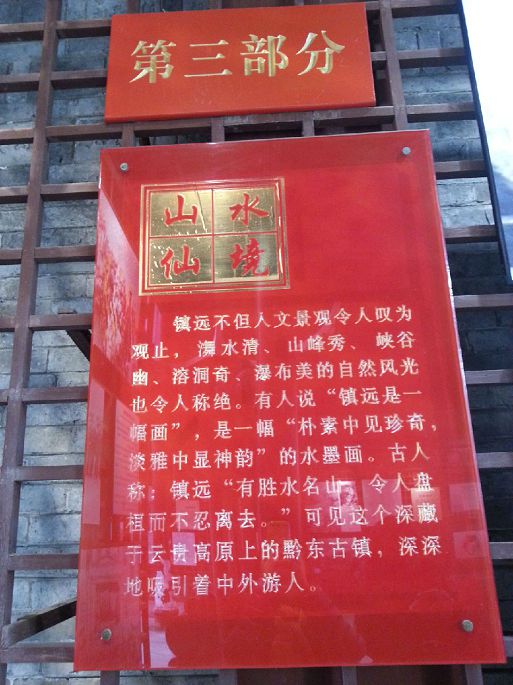 第三部分
山水
仙境
镇远不但人文景观令人叹为
观止，㵲水清、山峰秀、峡谷
幽、溶洞奇、瀑布美的自然风光
也令人称绝。有人说“镇远是一
幅画”，是一幅“朴素中见珍奇，
淡雅中显神韵”的水墨画。古人
称：镇远“有胜水名山，令人盘
桓而不忍离去。”可见这个深藏
于云贵高原上的黔东古镇，深深
地吸引着中外游人。